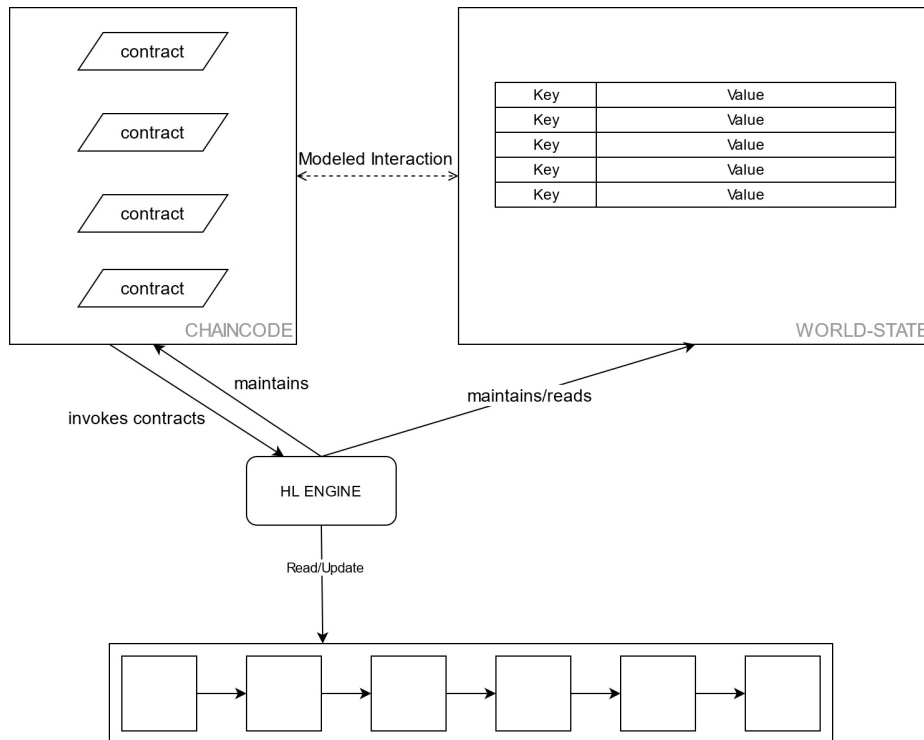 contract
contract
contract
contract
CHAINCODE
Modeled Interaction
Key Value
Key Value
Key Value
Key Value
Key Value
WORLD-STATE
maintains
invokes contracts
maintains/reads
HL ENGINE
Read/Update